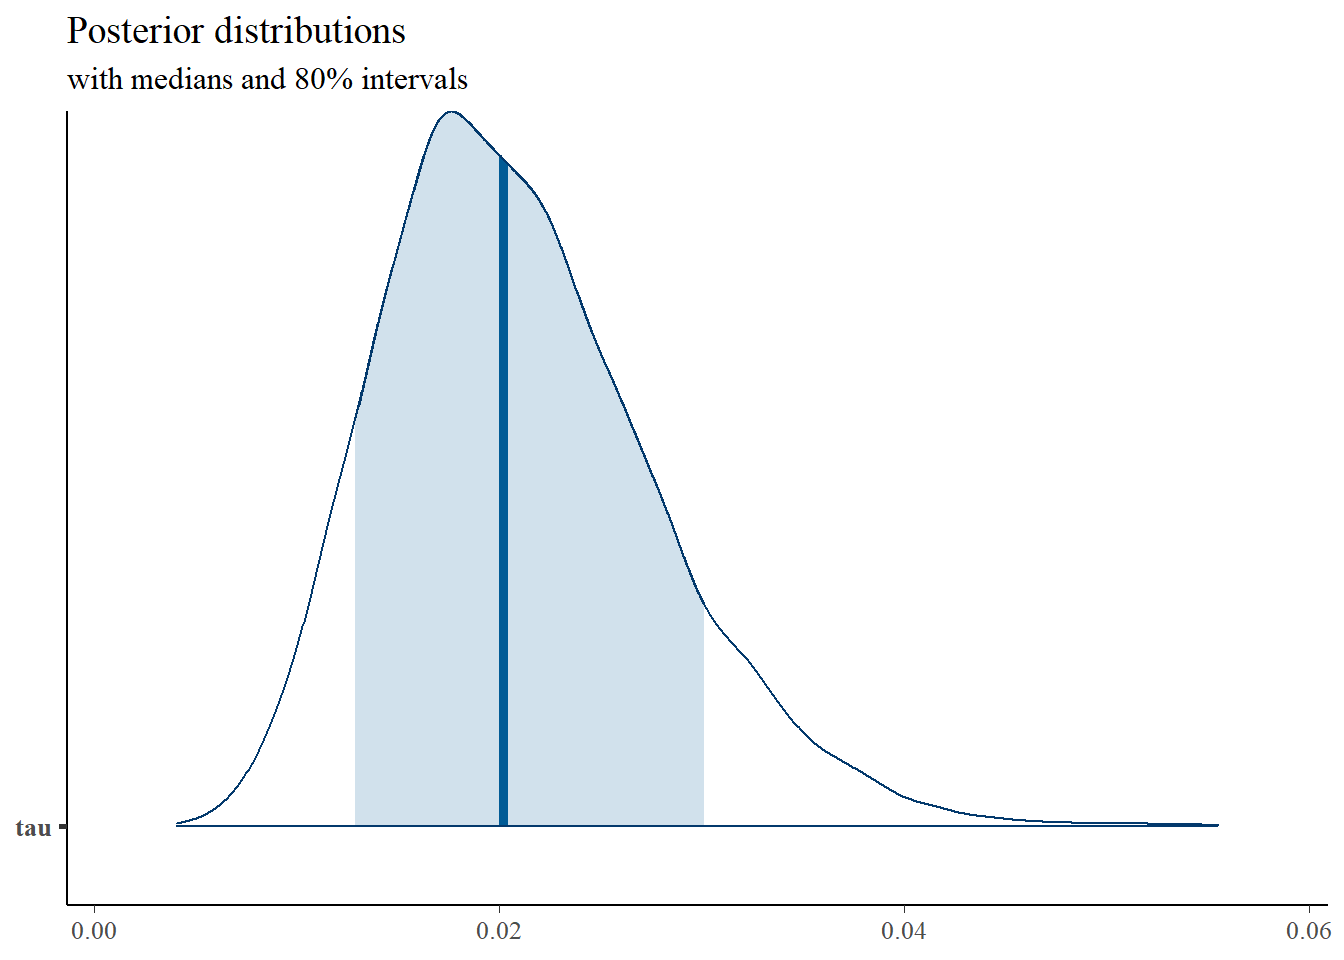 Posterior distributions
with medians and 80% intervals
tau
0.00 0.02 0.04 0.06